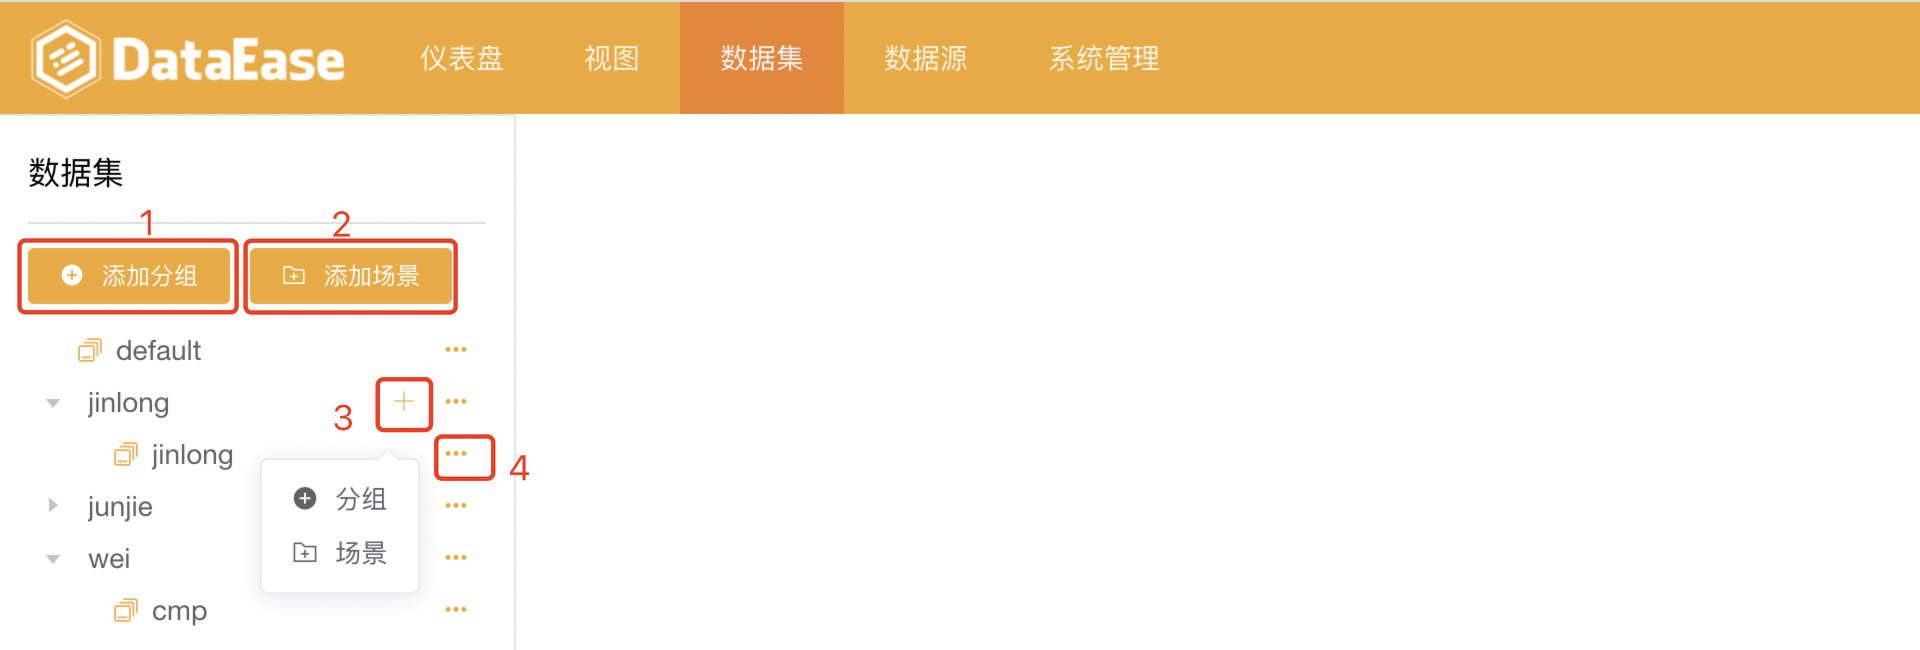 DataEase 仪表盘 视图 数据集 数据源 系统管理
数据集
1 2
添加分组 添加场景
default
jinlong
3
jinlong
4
分组
junjie
场景
wei
cmp